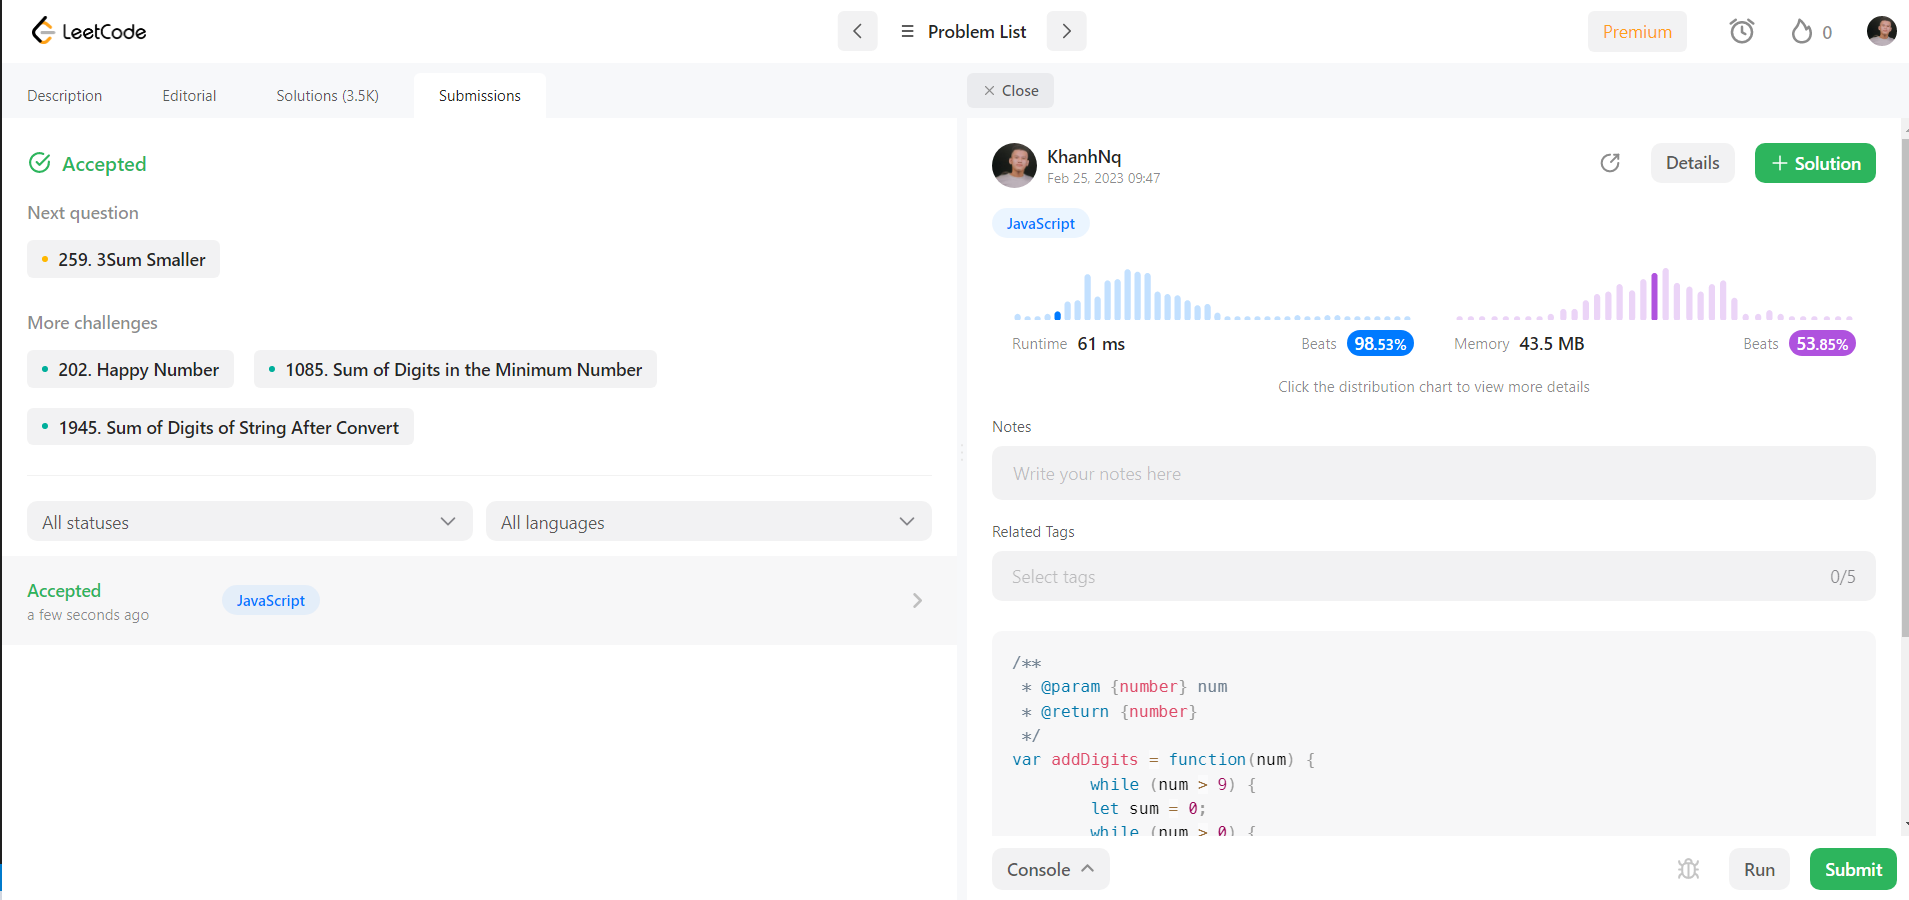 LeetCode
Problem List
Premium
0
Description
Editorial
Solutions (3.5K)
Submissions
Accepted
Next question
259. 3Sum Smaller
More challenges
202. Happy Number
1085. Sum of Digits in the Minimum Number
1945. Sum of Digits of String After Convert
All statuses
All languages
Accepted
a few seconds ago
JavaScript
Close
KhanhNq
Feb 25, 2023 09:47
Details
+ Solution
JavaScript
Runtime 61 ms
Beats 98.53%
Memory 43.5 MB
Beats 53.85%
Click the distribution chart to view more details
Notes
Write your notes here
Related Tags
Select tags
0/5
/**
* @param {number} num
* @return {number}
*/
var addDigits = function(num) {
while (num > 9) {
let sum = 0;
while (num > 0) {
Console
Run
Submit